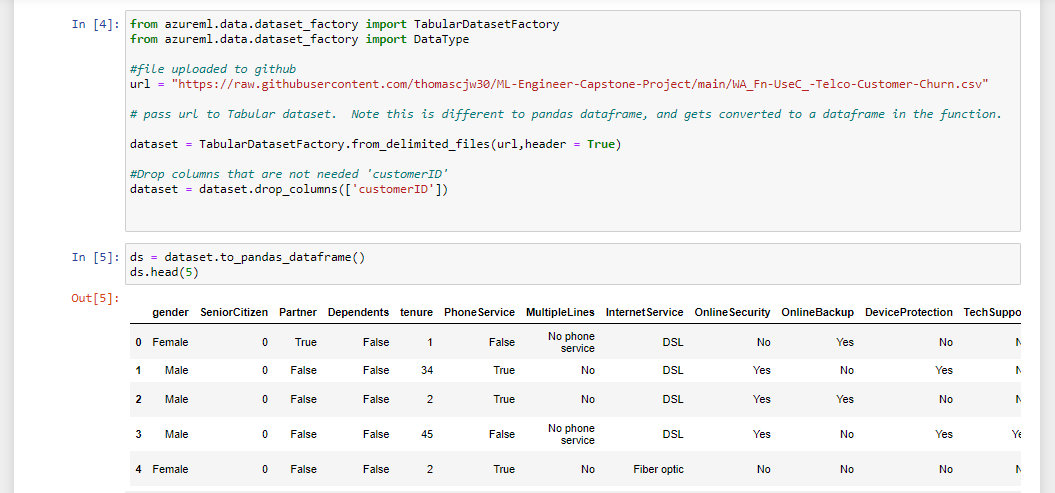 In [4]: from azureml.data.dataset_factory import TabularDatasetFactory
from azureml.data.dataset_factory import DataType
#file uploaded to github
url = "https://raw.githubusercontent.com/thomascjw30/ML-Engineer-Capstone-Project/main/WA_Fn-UseC_-Telco-Customer-Churn.csv"
# pass url to Tabular dataset.  Note this is different to pandas dataframe, and gets converted to a dataframe in the function.
dataset = TabularDatasetFactory.from_delimited_files(url,header = True)
#Drop columns that are not needed 'customerID'
dataset = dataset.drop_columns(['customerID'])
In [5]: ds = dataset.to_pandas_dataframe()
ds.head(5)
Out[5]:
gender SeniorCitizen Partner Dependents tenure PhoneService MultipleLines InternetService OnlineSecurity OnlineBackup DeviceProtection TechSuppo
0 Female 0 True False 1 False No phone service DSL No Yes No
1 Male 0 False False 34 True No DSL Yes No Yes
2 Male 0 False False 2 True No DSL Yes Yes No
3 Male 0 False False 45 False No phone service DSL Yes No Yes
4 Female 0 False False 2 True No Fiber optic No No No